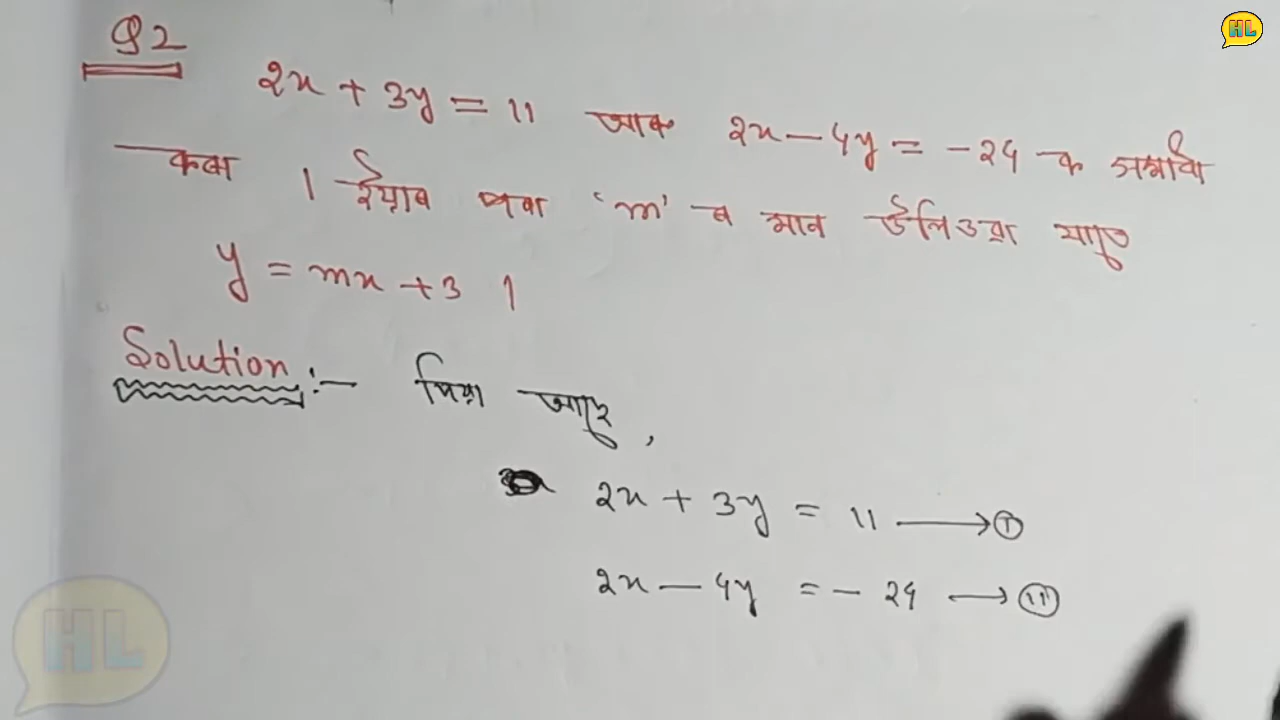 Q2
2x + 3y = 11 আৰু 2x - 4y = -24 ক সমাধান
কৰা । ইয়াৰ পৰা 'm' ৰ মান উলিওৱা যাতে
y = mx + 3 ।
Solution :- দিয়া আছে,
2x + 3y = 11 ⟶ (i)
2x - 4y = - 24 ⟶ (ii)
HL
HL